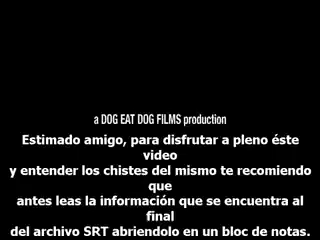 a DOG EAT DOG FILMS production
Estimado amigo, para disfrutar a pleno éste
video
y entender los chistes del mismo te recomiendo
que
antes leas la información que se encuentra al
final
del archivo SRT abriendolo en un bloc de notas.